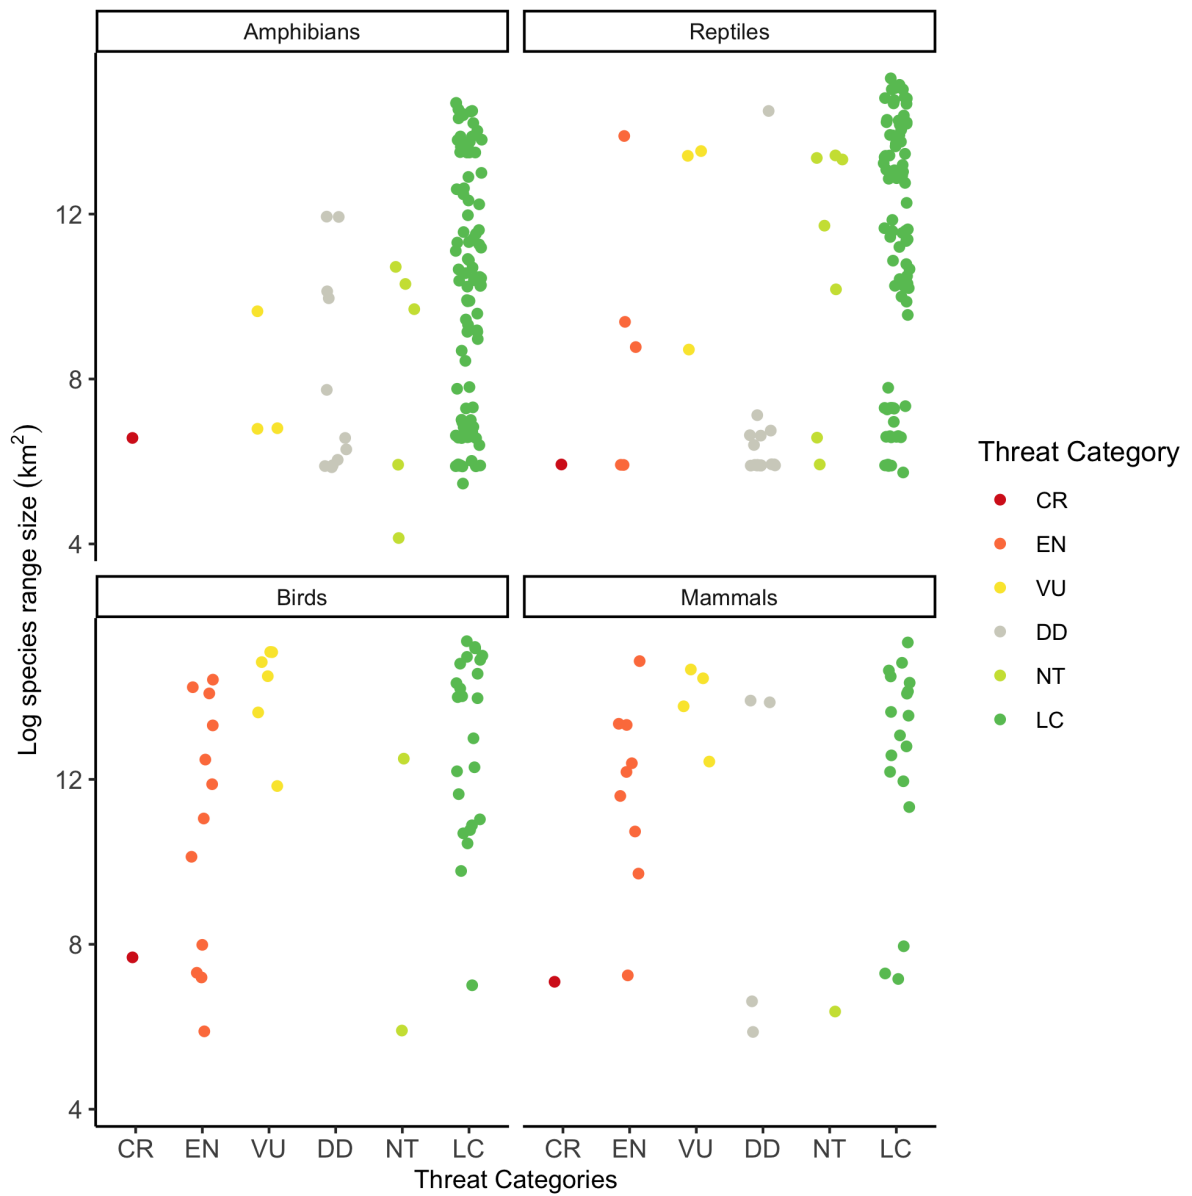 Amphibians
Reptiles
12
8
4
Birds
Mammals
12
8
4
CR EN VU DD NT LC
CR EN VU DD NT LC
Threat Categories
Log species range size (km²)
Threat Category
CR
EN
VU
DD
NT
LC